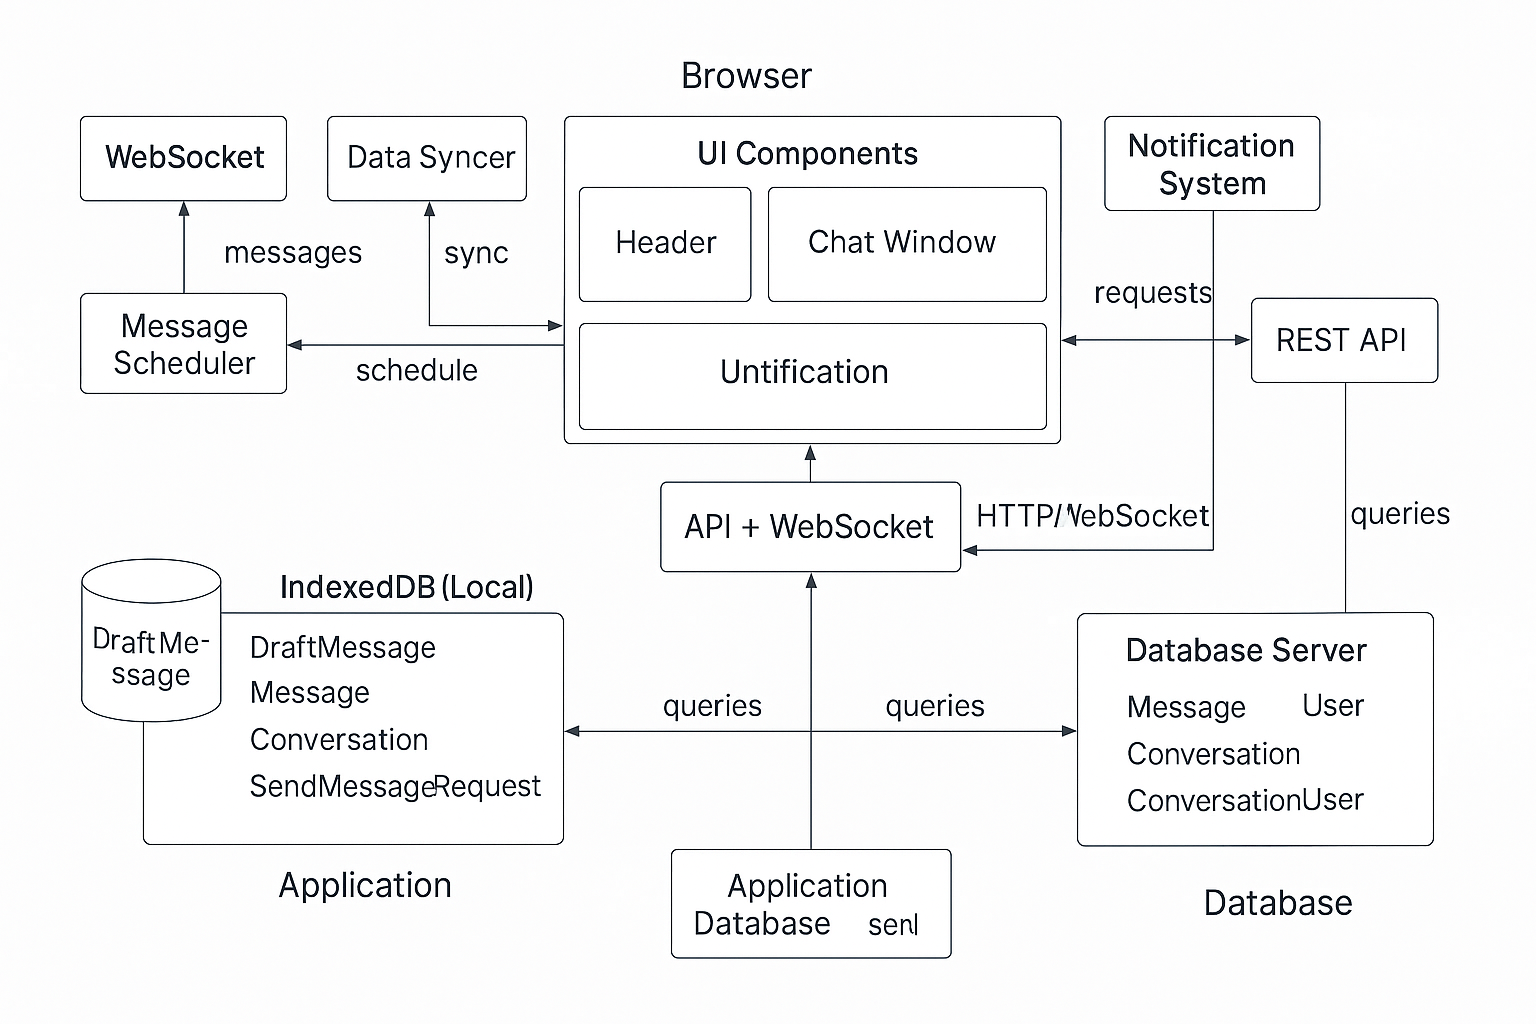 Browser
WebSocket
Data Syncer
UI Components
Notification
System
Header
Chat Window
messages
sync
requests
Message
Scheduler
schedule
Untification
REST API
API + WebSocket
HTTP/WebSocket
queries
IndexedDB (Local)
DraftMe-
ssage
DraftMessage
Message
Conversation
SendMessageRequest
queries
queries
Database Server
Message User
Conversation
ConversationUser
Application
Application
Database
Database